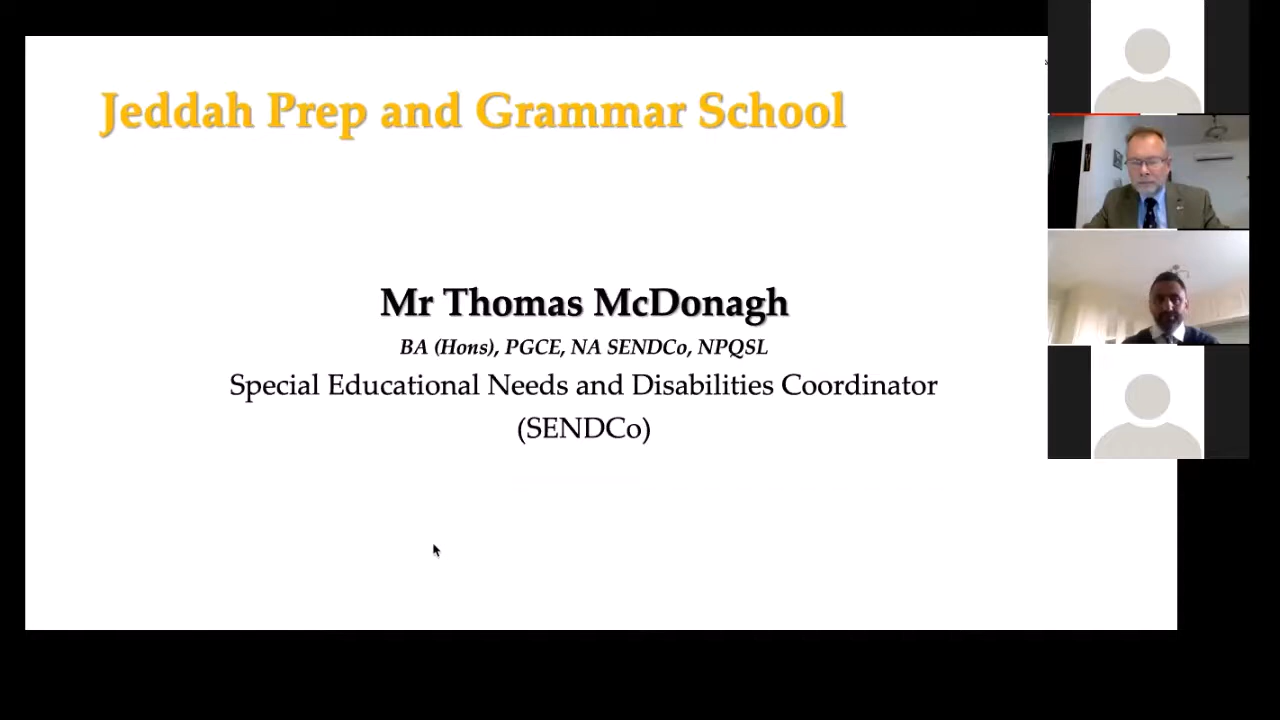 Jeddah Prep and Grammar School
Mr Thomas McDonagh
BA (Hons), PGCE, NA SENDCo, NPQSL
Special Educational Needs and Disabilities Coordinator
(SENDCo)